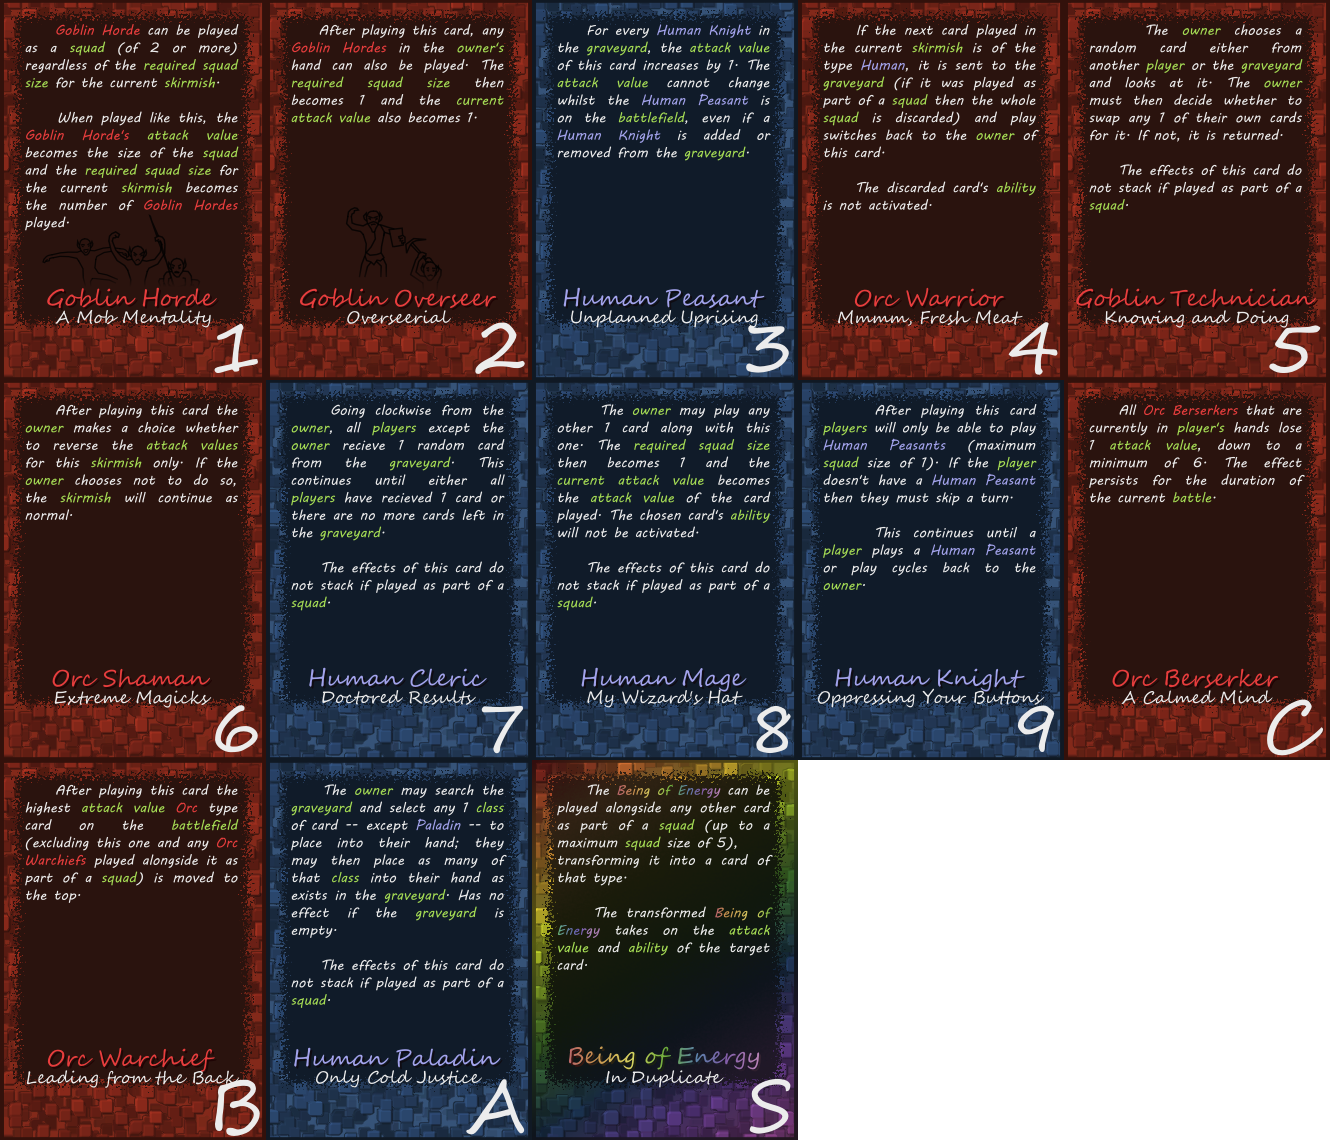 Goblin Horde can be played
as a squad (of 2 or more)
regardless of the required squad
size for the current skirmish.
When played like this, the
Goblin Horde's attack value
becomes the size of the squad
and the required squad size for
the current skirmish becomes
the number of Goblin Hordes
played.
Goblin Horde
A Mob Mentality
1
After playing this card, any
Goblin Hordes in the owner's
hand can also be played. The
required squad size then
becomes 1 and the current
attack value also becomes 1.
Goblin Overseer
Overseerial
2
For every Human Knight in
the graveyard, the attack value
of this card increases by 1. The
attack value cannot change
whilst the Human Peasant is
on the battlefield, even if a
Human Knight is added or
removed from the graveyard.
Human Peasant
Unplanned Uprising
3
If the next card played in
the current skirmish is of the
type Human, it is sent to the
graveyard (if it was played as
part of a squad then the whole
squad is discarded) and play
switches back to the owner of
this card.
The discarded card's ability
is not activated.
Orc Warrior
Mmmm, Fresh Meat
4
The owner chooses a
random card either from
another player or the graveyard
and looks at it. The owner
must then decide whether to
swap any 1 of their own cards
for it. If not, it is returned.
The effects of this card do
not stack if played as part of a
squad.
Goblin Technician
Knowing and Doing
5
After playing this card the
owner makes a choice whether
to reverse the attack values
for this skirmish only. If the
owner chooses not to do so,
the skirmish will continue as
normal.
Orc Shaman
Extreme Magicks
6
Going clockwise from the
owner, all players except the
owner recieve 1 random card
from the graveyard. This
continues until either all
players have recieved 1 card or
there are no more cards left in
the graveyard.
The effects of this card do
not stack if played as part of a
squad.
Human Cleric
Doctored Results
7
The owner may play any
other 1 card along with this
one. The required squad size
then becomes 1 and the
current attack value becomes
the attack value of the card
played. The chosen card's ability
will not be activated.
The effects of this card do
not stack if played as part of a
squad.
Human Mage
My Wizard's Hat
8
After playing this card
players will only be able to play
Human Peasants (maximum
squad size of 1). If the player
doesn't have a Human Peasant
then they must skip a turn.
This continues until a
player plays a Human Peasant
or play cycles back to the
owner.
Human Knight
Oppressing Your Buttons
9
All Orc Berserkers that are
currently in player's hands lose
1 attack value, down to a
minimum of 6. The effect
persists for the duration of
the current battle.
Orc Berserker
A Calmed Mind
C
After playing this card the
highest attack value Orc type
card on the battlefield
(excluding this one and any Orc
Warchiefs played alongside it as
part of a squad) is moved to
the top.
Orc Warchief
Leading from the Back
B
The owner may search the
graveyard and select any 1 class
of card -- except Paladin -- to
place into their hand; they
may then place as many of
that class into their hand as
exists in the graveyard. Has no
effect if the graveyard is
empty.
The effects of this card do
not stack if played as part of a
squad.
Human Paladin
Only Cold Justice
A
The Being of Energy can be
played alongside any other card
as part of a squad (up to a
maximum squad size of 5),
transforming it into a card of
that type.
The transformed Being of
Energy takes on the attack
value and ability of the target
card.
Being of Energy
In Duplicate
S